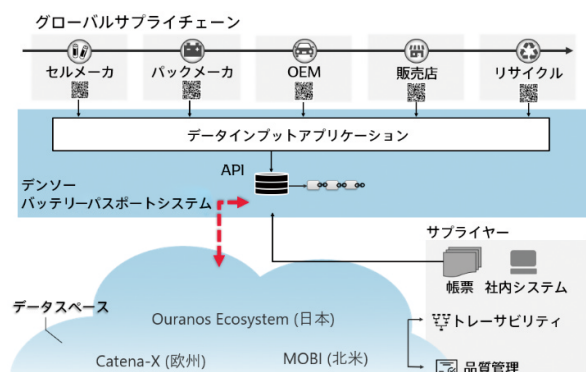 グローバルサプライチェーン
セルメーカ
パックメーカ
OEM
販売店
リサイクル
データインプットアプリケーション
API
デンソー
バッテリーパスポートシステム
サプライヤー
帳票
社内システム
データスペース
Ouranos Ecosystem (日本)
トレーサビリティ
Catena-X (欧州)
MOBI (北米)
品質管理